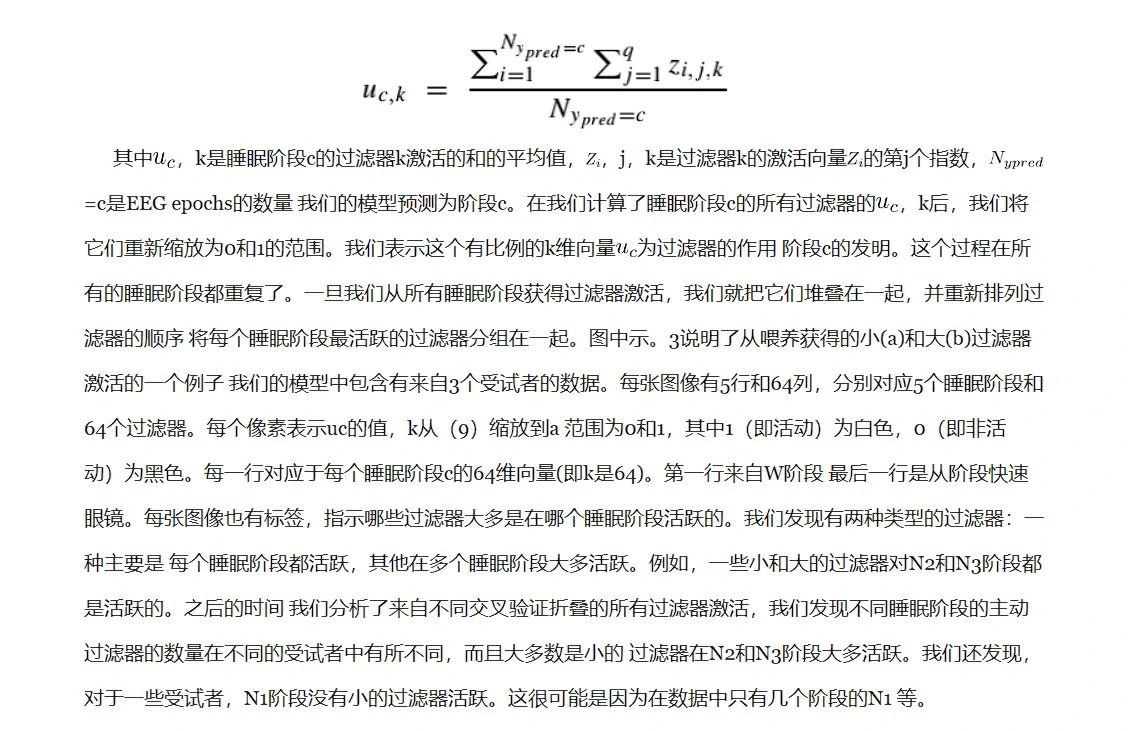 u_{c,k} = \frac{\sum_{i=1}^{N_{y_{pred}=c}} \sum_{j=1}^{q} z_{i,j,k}}{N_{y_{pred}=c}}
其中u_c，k是睡眠阶段c的过滤器k激活的和的平均值，z_i，j，k是过滤器k的激活向量z_i的第j个指数，N_{ypred}
=c是EEG epochs的数量 我们的模型预测为阶段c。在我们计算了睡眠阶段c的所有过滤器的u_c，k后，我们将
它们重新缩放为0和1的范围。我们表示这个有比例的k维向量u_c为过滤器的作用 阶段c的发明。这个过程在所
有的睡眠阶段都重复了。一旦我们从所有睡眠阶段获得过滤器激活，我们就把它们堆叠在一起，并重新排列过
滤器的顺序 将每个睡眠阶段最活跃的过滤器分组在一起。图中示。3说明了从喂养获得的小(a)和大(b)过滤器
激活的一个例子 我们的模型中包含有来自3个受试者的数据。每张图像有5行和64列，分别对应5个睡眠阶段和
64个过滤器。每个像素表示uc的值，k从（9）缩放到a 范围为0和1，其中1（即活动）为白色，0（即非活
动）为黑色。每一行对应于每个睡眠阶段c的64维向量(即k是64)。第一行来自W阶段 最后一行是从阶段快速
眼镜。每张图像也有标签，指示哪些过滤器大多是在哪个睡眠阶段活跃的。我们发现有两种类型的过滤器：一
种主要是 每个睡眠阶段都活跃，其他在多个睡眠阶段大多活跃。例如，一些小和大的过滤器对N2和N3阶段都
是活跃的。之后的时间 我们分析了来自不同交叉验证折叠的所有过滤器激活，我们发现不同睡眠阶段的主动
过滤器的数量在不同的受试者中有所不同，而且大多数是小的 过滤器在N2和N3阶段大多活跃。我们还发现，
对于一些受试者，N1阶段没有小的过滤器活跃。这很可能是因为在数据中只有几个阶段的N1 等。